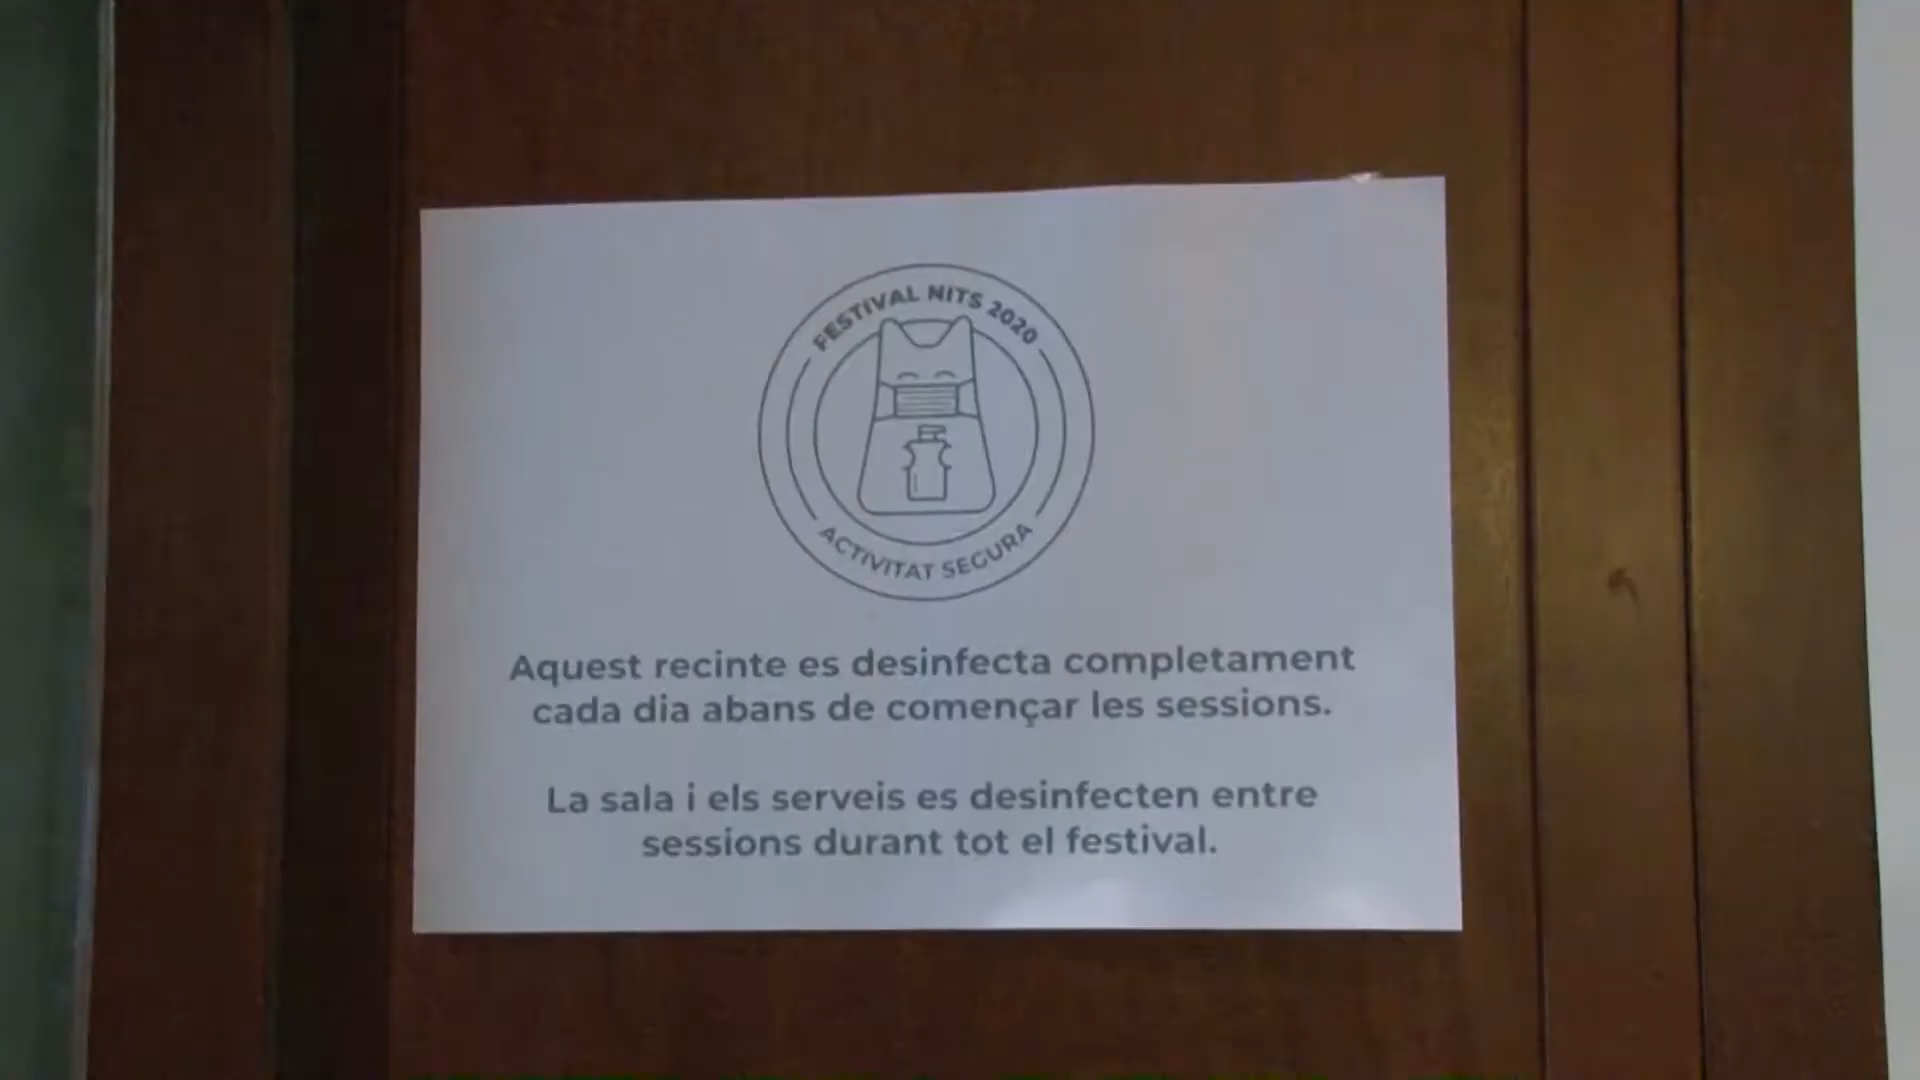 FESTIVAL NITS 2020
ACTIVITAT SEGURA
Aquest recinte es desinfecta completament
cada dia abans de començar les sessions.
La sala i els serveis es desinfecten entre
sessions durant tot el festival.